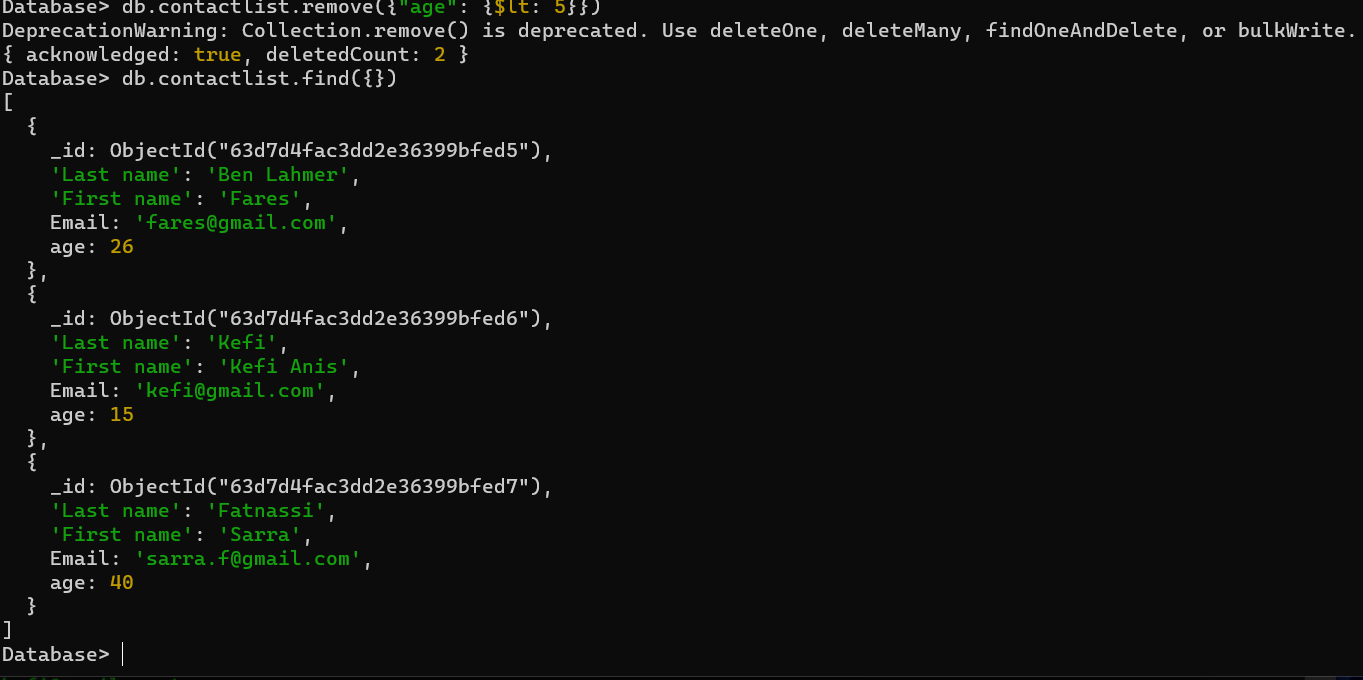 Database> db.contactlist.remove({"age": {$lt: 5}})
DeprecationWarning: Collection.remove() is deprecated. Use deleteOne, deleteMany, findOneAndDelete, or bulkWrite.
{ acknowledged: true, deletedCount: 2 }
Database> db.contactlist.find({})
[
  {
    _id: ObjectId("63d7d4fac3dd2e36399bfed5"),
    'Last name': 'Ben Lahmer',
    'First name': 'Fares',
    Email: 'fares@gmail.com',
    age: 26
  },
  {
    _id: ObjectId("63d7d4fac3dd2e36399bfed6"),
    'Last name': 'Kefi',
    'First name': 'Kefi Anis',
    Email: 'kefi@gmail.com',
    age: 15
  },
  {
    _id: ObjectId("63d7d4fac3dd2e36399bfed7"),
    'Last name': 'Fatnassi',
    'First name': 'Sarra',
    Email: 'sarra.f@gmail.com',
    age: 40
  }
]
Database>